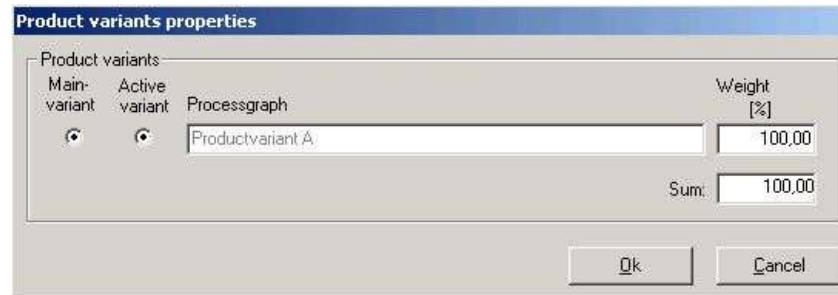 Product variants properties
Product variants
Main-
variant
Active
variant
Processgraph
Weight
[%]
Productvariant A
100,00
Sum:
100,00
Ok
Cancel